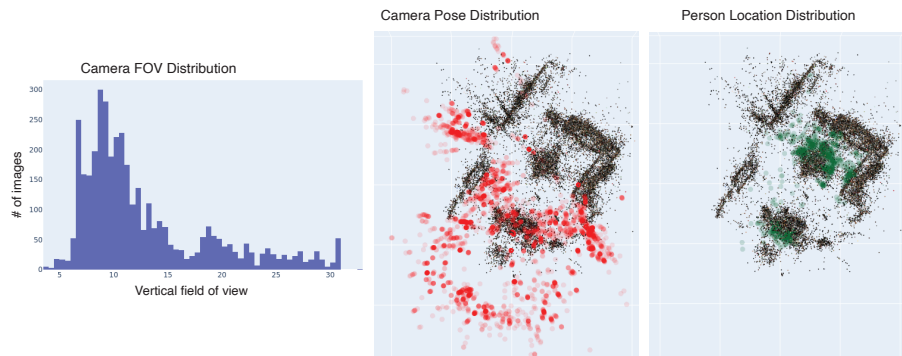 Camera FOV Distribution
300
250
200
150
100
50
0
5
10
15
20
25
30
# of images
Vertical field of view
Camera Pose Distribution
Person Location Distribution